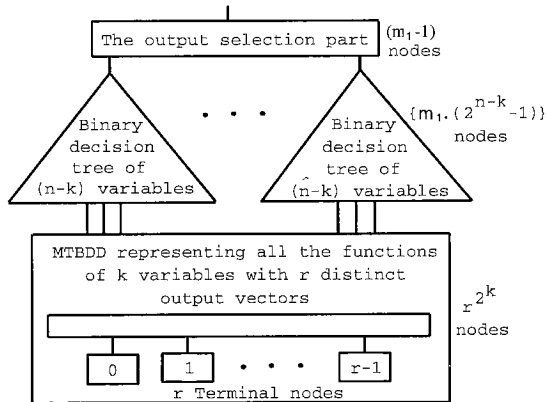 The output selection part
(m₁-1)
nodes
Binary
decision
tree of
(n-k) variables
. . .
Binary
decision
tree of
(n-k) variables
{m₁.(2ⁿ⁻ᵏ-1)}
nodes
MTBDD representing all the functions
of k variables with r distinct
output vectors
r^2^k
nodes
0 1 . . . r-1
r Terminal nodes